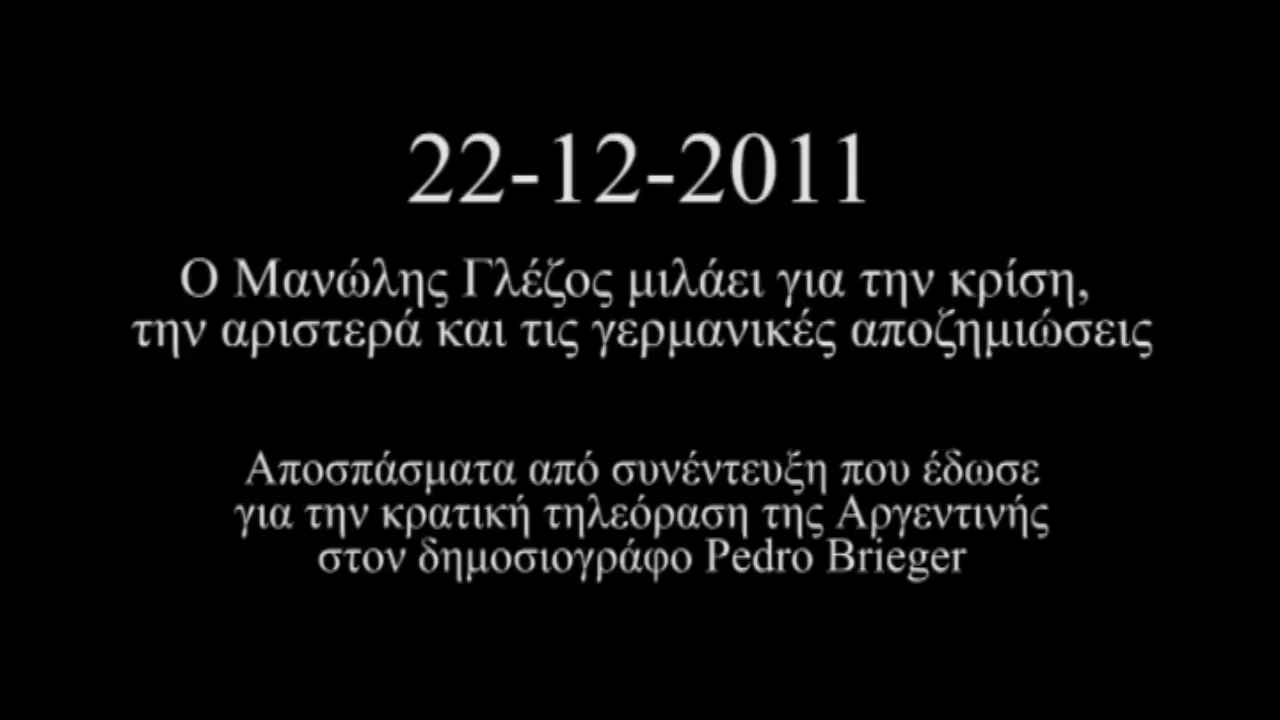 22-12-2011
Ο Μανώλης Γλέζος μιλάει για την κρίση,
την αριστερά και τις γερμανικές αποζημιώσεις
Αποσπάσματα από συνέντευξη που έδωσε
για την κρατική τηλεόραση της Αργεντινής
στον δημοσιογράφο Pedro Brieger